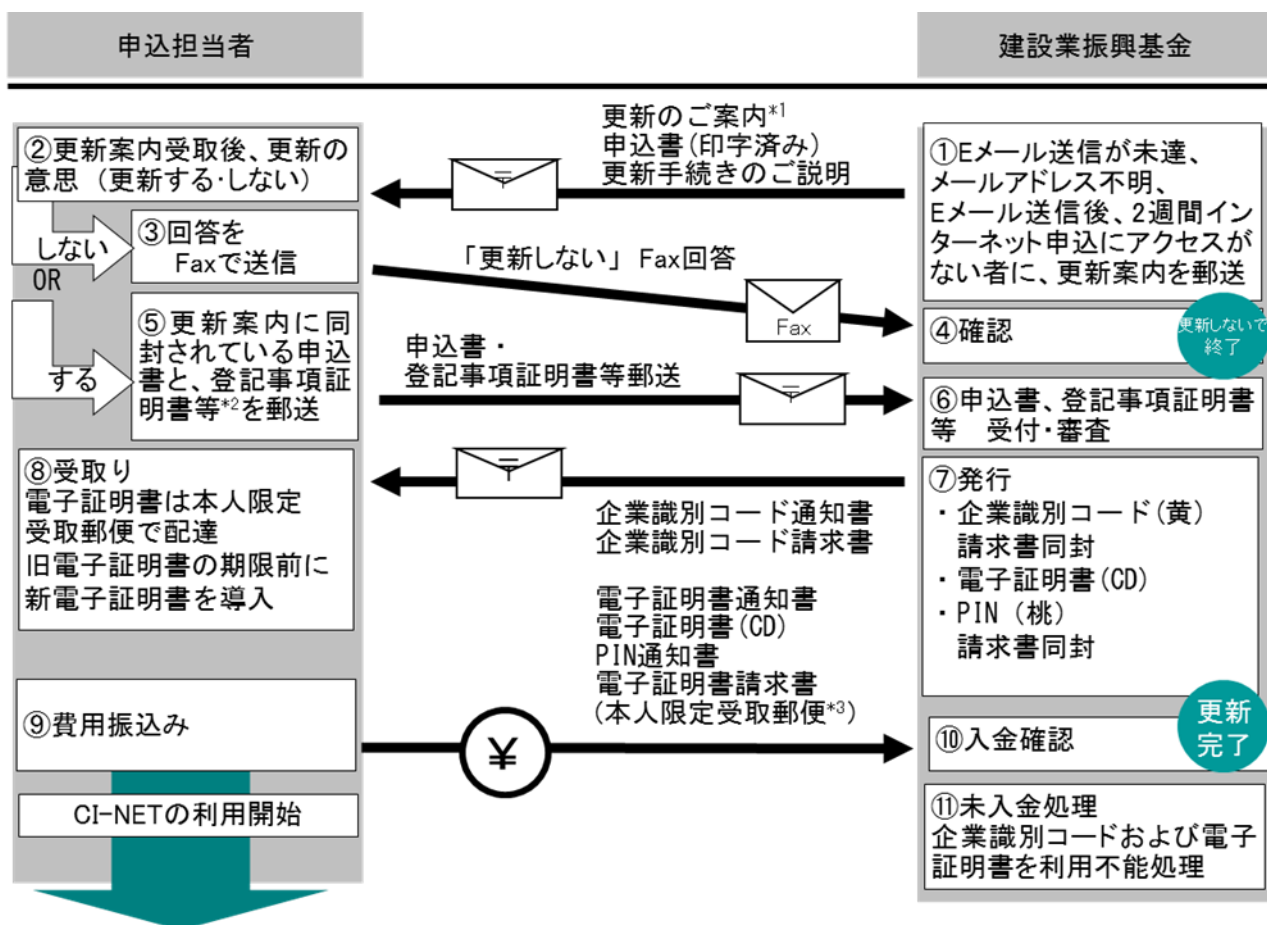 申込担当者
建設業振興基金
②更新案内受取後、更新の
意思（更新する・しない）
しない
OR
する
③回答を
Faxで送信
⑤更新案内に同
封されている申込
書と、登記事項証
明書等*2を郵送
⑧受取り
電子証明書は本人限定
受取郵便で配達
旧電子証明書の期限前に
新電子証明書を導入
⑨費用振込み
CI-NETの利用開始
更新のご案内*1
申込書(印字済み)
更新手続きのご説明
〒
「更新しない」 Fax回答
Fax
申込書・
登記事項証明書等郵送
〒
〒
企業識別コード通知書
企業識別コード請求書
電子証明書通知書
電子証明書(CD)
PIN通知書
電子証明書請求書
(本人限定受取郵便*3)
¥
①Eメール送信が未達、
メールアドレス不明、
Eメール送信後、2週間イン
ターネット申込にアクセスが
ない者に、更新案内を郵送
④確認
更新しないで
終了
⑥申込書、登記事項証明書
等　受付・審査
⑦発行
・企業識別コード(黄)
請求書同封
・電子証明書(CD)
・PIN（桃）
請求書同封
更新
完了
⑩入金確認
⑪未入金処理
企業識別コードおよび電子
証明書を利用不能処理